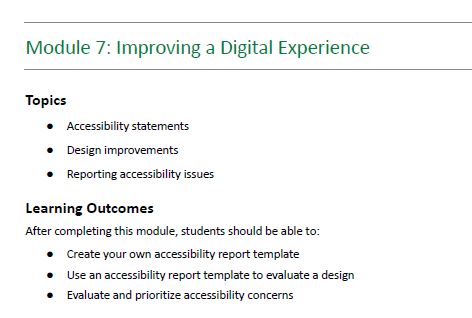 Module 7: Improving a Digital Experience
Topics
● Accessibility statements
● Design improvements
● Reporting accessibility issues
Learning Outcomes
After completing this module, students should be able to:
● Create your own accessibility report template
● Use an accessibility report template to evaluate a design
● Evaluate and prioritize accessibility concerns